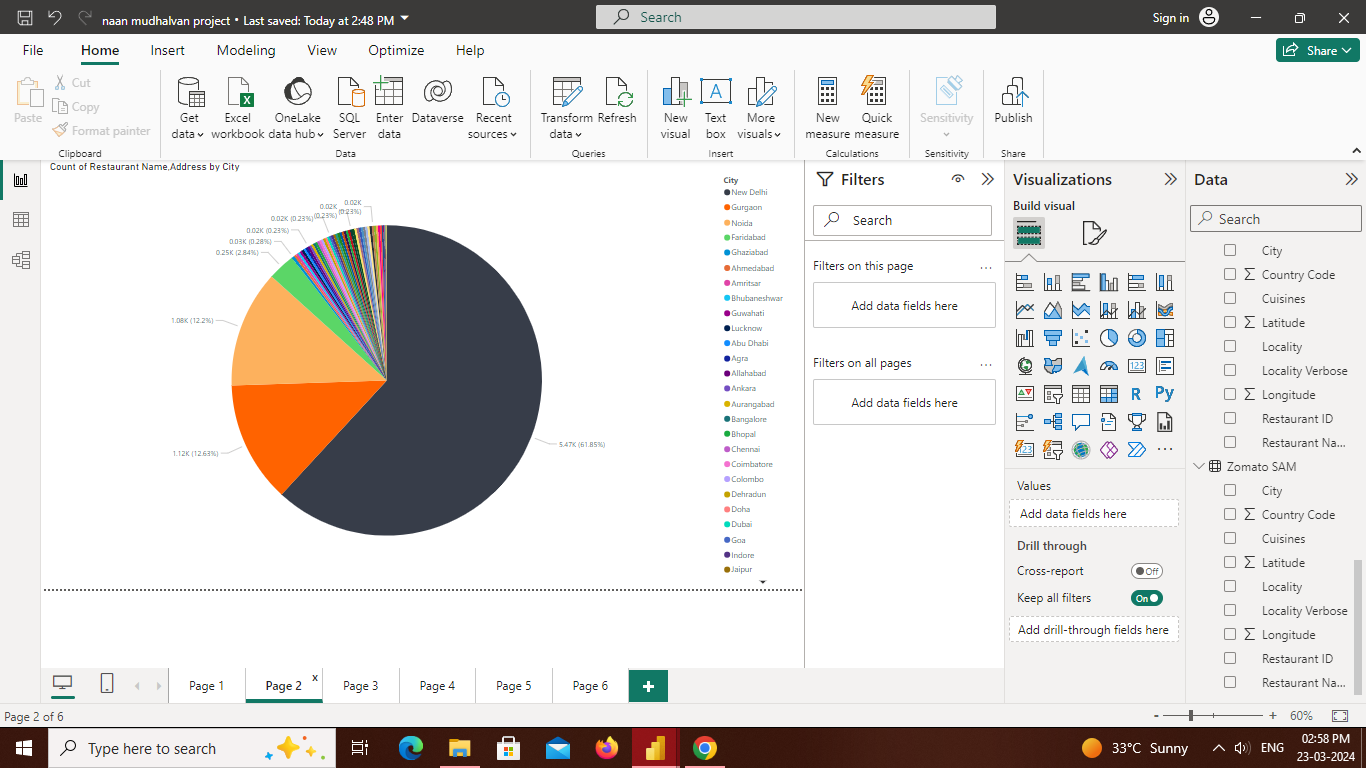 naan mudhalvan project • Last saved: Today at 2:48 PM
Search
Sign in
File Home Insert Modeling View Optimize Help
Share
Paste
Cut
Copy
Format painter
Clipboard
Get data
Excel workbook
OneLake data hub
SQL Server
Enter data
Dataverse
Recent sources
Data
Transform data
Refresh
Queries
New visual
Text box
More visuals
Insert
New measure
Quick measure
Calculations
Sensitivity
Sensitivity
Publish
Share
Count of Restaurant Name,Address by City
0.02K (0.23%)
0.02K (0.23%)
0.02K (0.23%)
0.02K (0.23%)
0.03K (0.28%)
0.25K (2.84%)
1.08K (12.2%)
1.12K (12.63%)
5.47K (61.85%)
City
New Delhi
Gurgaon
Noida
Faridabad
Ghaziabad
Ahmedabad
Amritsar
Bhubaneshwar
Guwahati
Lucknow
Abu Dhabi
Agra
Allahabad
Ankara
Aurangabad
Bangalore
Bhopal
Chennai
Coimbatore
Colombo
Dehradun
Doha
Dubai
Goa
Indore
Jaipur
Filters
Search
Filters on this page
...
Add data fields here
Filters on all pages
...
Add data fields here
Visualizations
Build visual
123
R
Py
123
...
Values
Add data fields here
Drill through
Cross-report
Off
Keep all filters
On
Add drill-through fields here
Data
Search
City
Country Code
Cuisines
Latitude
Locality
Locality Verbose
Longitude
Restaurant ID
Restaurant Na...
Zomato SAM
City
Country Code
Cuisines
Latitude
Locality
Locality Verbose
Longitude
Restaurant ID
Restaurant Na...
Page 1
Page 2
x
Page 3
Page 4
Page 5
Page 6
+
Page 2 of 6
- + 60%
Type here to search
33°C Sunny
ENG
02:58 PM
23-03-2024